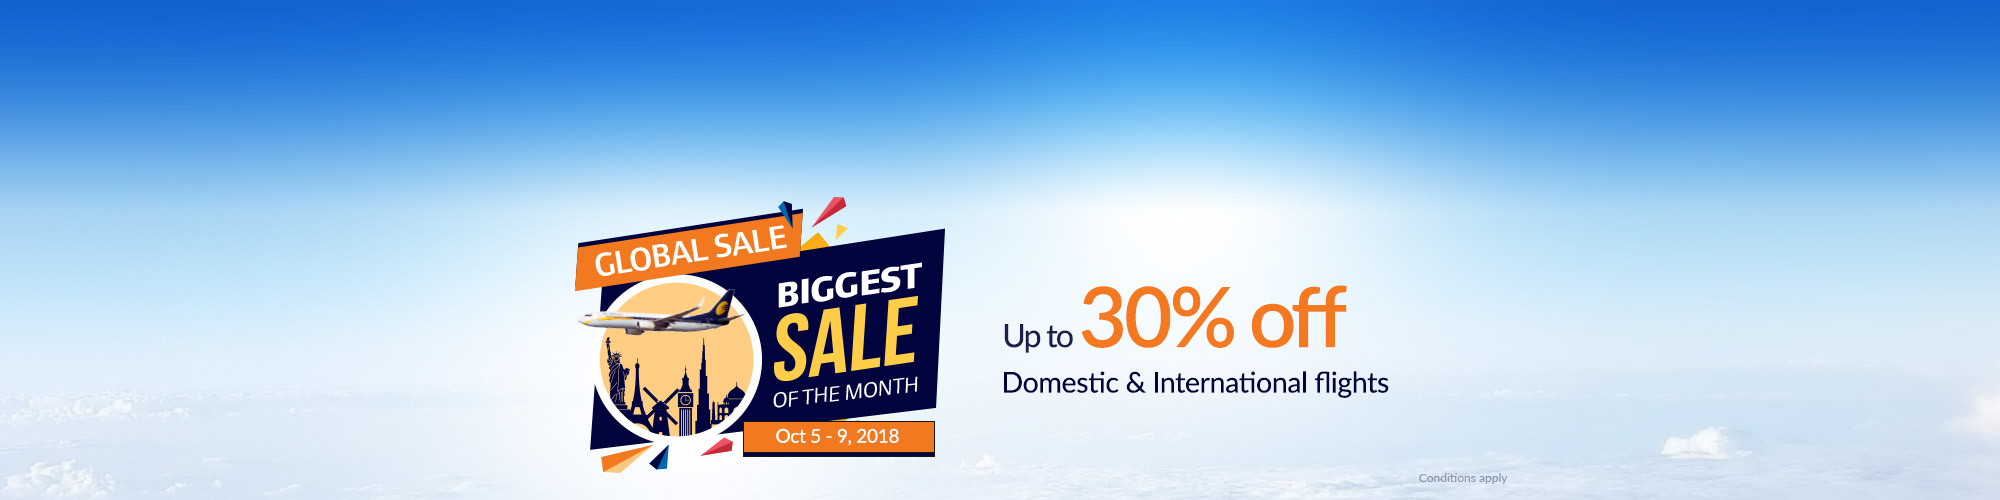 GLOBAL SALE
BIGGEST
SALE
OF THE MONTH
Oct 5 - 9, 2018
Up to 30% off
Domestic & International flights
Conditions apply